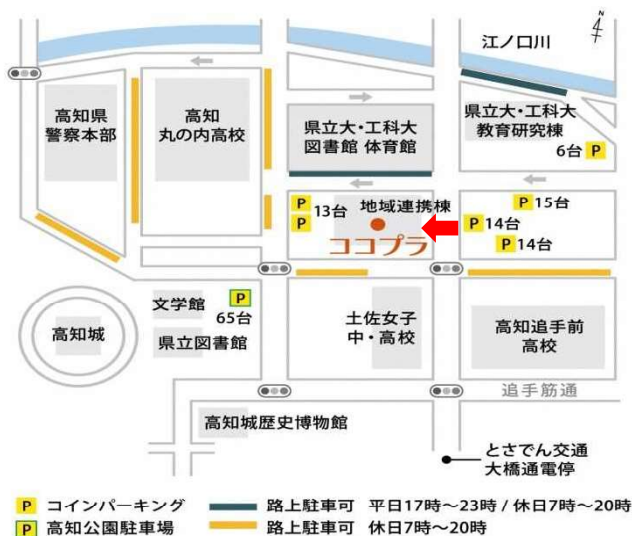 N
江ノ口川
高知県
警察本部
高知
丸の内高校
県立大・工科大
図書館 体育館
県立大・工科大
教育研究棟
6台 P
P
P
13台
地域連携棟
ココプラ
P 15台
P 14台
P 14台
文学館
P
65台
県立図書館
高知城
土佐女子
中・高校
高知追手前
高校
追手筋通
高知城歴史博物館
とさでん交通
大橋通電停
P コインパーキング
路上駐車可 平日17時～23時 / 休日7時～20時
P 高知公園駐車場
路上駐車可 休日7時～20時